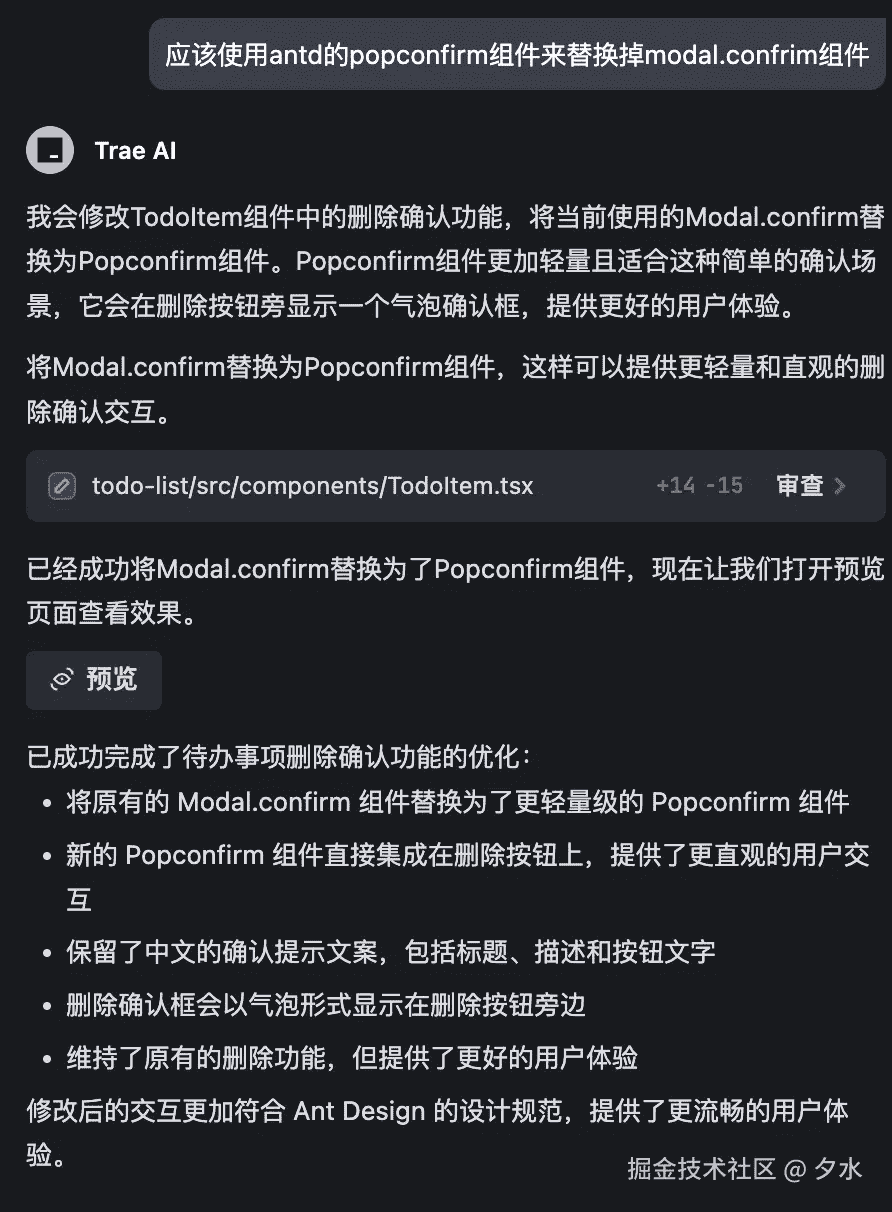 应该使用antd的popconfirm组件来替换掉modal.confrim组件
Trae AI
我会修改TodoItem组件中的删除确认功能，将当前使用的Modal.confirm替
换为Popconfirm组件。Popconfirm组件更加轻量且适合这种简单的确认场
景，它会在删除按钮旁显示一个气泡确认框，提供更好的用户体验。
将Modal.confirm替换为Popconfirm组件，这样可以提供更轻量和直观的删
除确认交互。
todo-list/src/components/TodoItem.tsx +14 -15 审查
已经成功将Modal.confirm替换为了Popconfirm组件，现在让我们打开预览
页面查看效果。
预览
已成功完成了待办事项删除确认功能的优化：
• 将原有的 Modal.confirm 组件替换为了更轻量级的 Popconfirm 组件
• 新的 Popconfirm 组件直接集成在删除按钮上，提供了更直观的用户交
互
• 保留了中文的确认提示文案，包括标题、描述和按钮文字
• 删除确认框会以气泡形式显示在删除按钮旁边
• 维持了原有的删除功能，但提供了更好的用户体验
修改后的交互更加符合 Ant Design 的设计规范，提供了更流畅的用户体
验。
掘金技术社区 @ 夕水